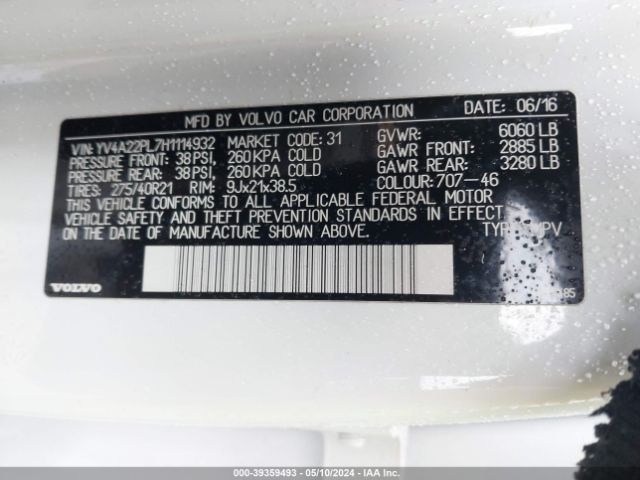 MFD BY VOLVO CAR CORPORATION DATE: 06/16
VIN: YV4A22PL7H1114932 MARKET CODE: 31 GVWR: 6060 LB
PRESSURE FRONT: 38 PSI, 260 KPA COLD GAWR FRONT: 2885 LB
PRESSURE REAR: 38 PSI, 260 KPA COLD GAWR REAR: 3280 LB
TIRES: 275/40R21 RIM: 9Jx21x38.5 COLOUR: 707-46
THIS VEHICLE CONFORMS TO ALL APPLICABLE FEDERAL MOTOR
VEHICLE SAFETY AND THEFT PREVENTION STANDARDS IN EFFECT
ON DATE OF MANUFACTURE SHOWN ABOVE.
VOLVO
000-39359493 - 05/10/2024 - IAA Inc.